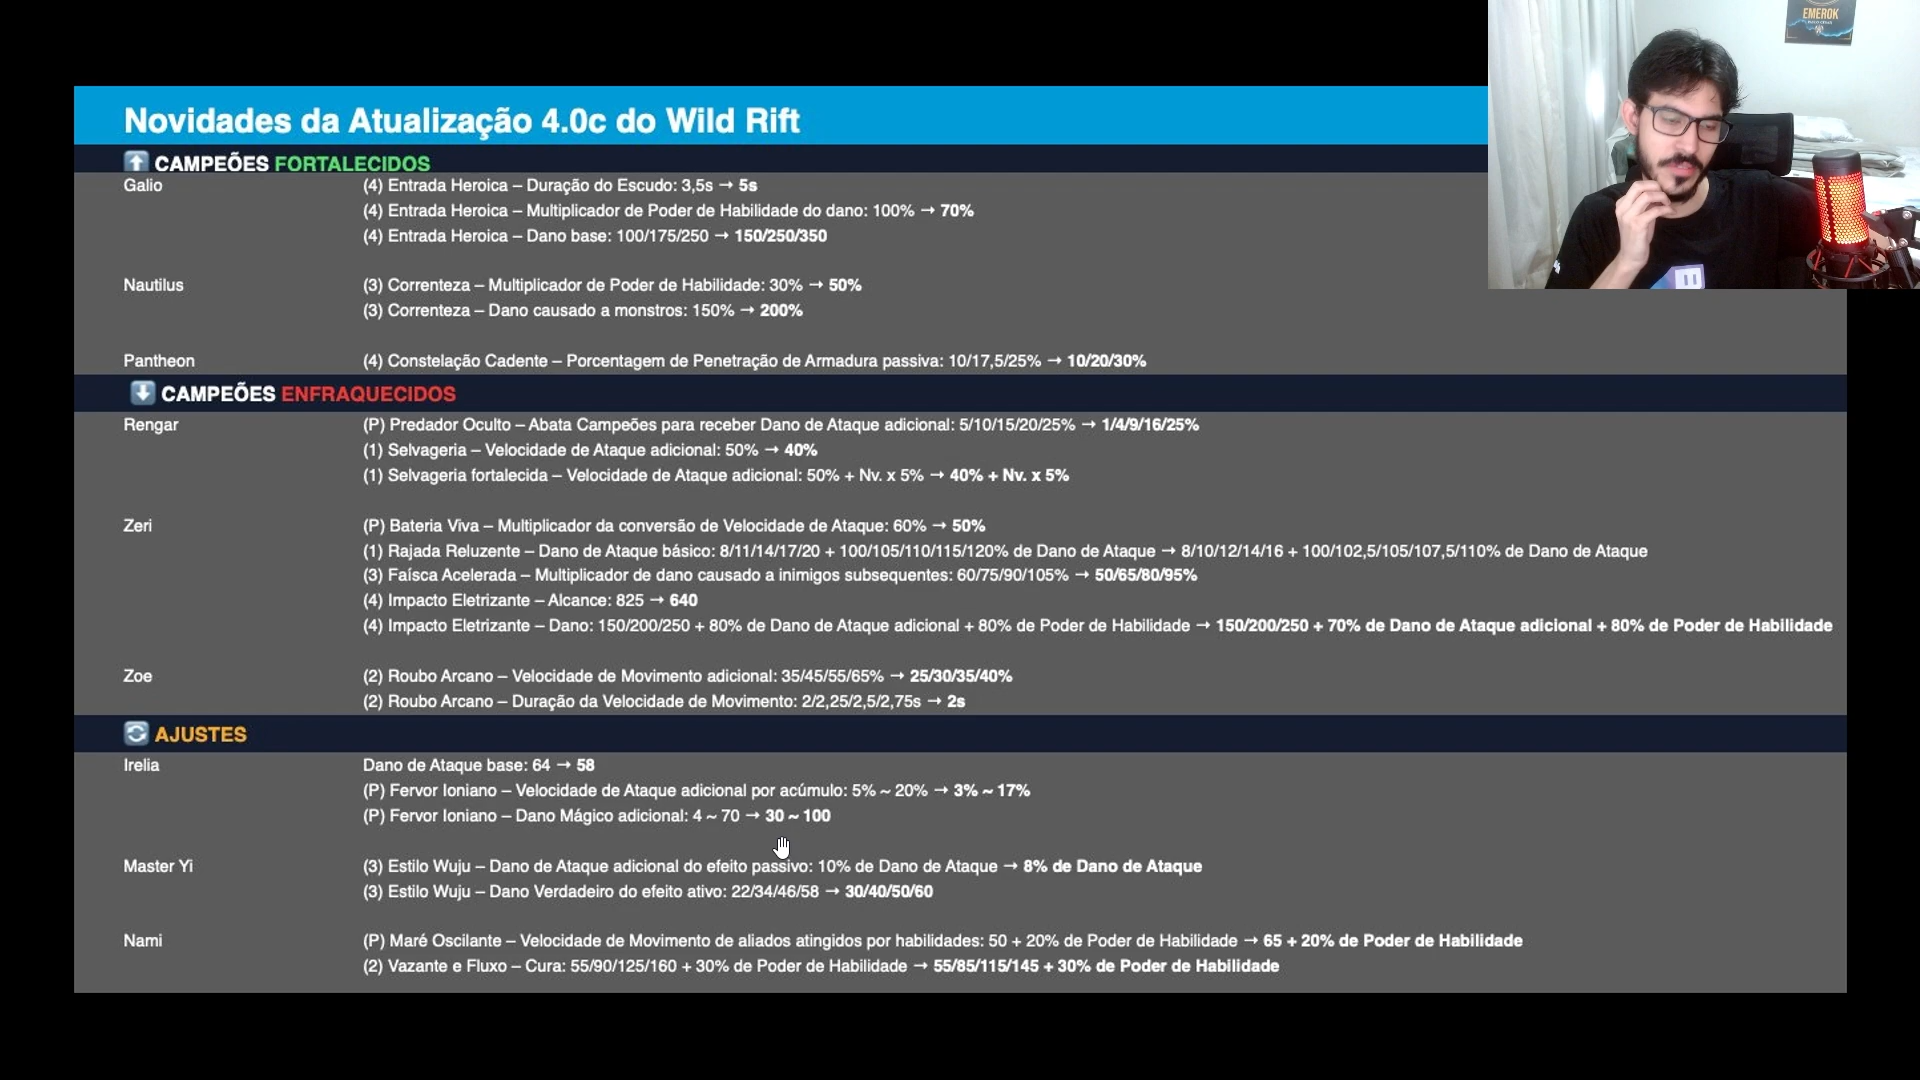 Novidades da Atualização 4.0c do Wild Rift
EMEROK
CAMPEÕES FORTALECIDOS
Galio
(4) Entrada Heroica – Duração do Escudo: 3,5s → 5s
(4) Entrada Heroica – Multiplicador de Poder de Habilidade do dano: 100% → 70%
(4) Entrada Heroica – Dano base: 100/175/250 → 150/250/350
Nautilus
(3) Correnteza – Multiplicador de Poder de Habilidade: 30% → 50%
(3) Correnteza – Dano causado a monstros: 150% → 200%
Pantheon
(4) Constelação Cadente – Porcentagem de Penetração de Armadura passiva: 10/17,5/25% → 10/20/30%
CAMPEÕES ENFRAQUECIDOS
Rengar
(P) Predador Oculto – Abata Campeões para receber Dano de Ataque adicional: 5/10/15/20/25% → 1/4/9/16/25%
(1) Selvageria – Velocidade de Ataque adicional: 50% → 40%
(1) Selvageria fortalecida – Velocidade de Ataque adicional: 50% + Nv. x 5% → 40% + Nv. x 5%
Zeri
(P) Bateria Viva – Multiplicador da conversão de Velocidade de Ataque: 60% → 50%
(1) Rajada Reluzente – Dano de Ataque básico: 8/11/14/17/20 + 100/105/110/115/120% de Dano de Ataque → 8/10/12/14/16 + 100/102,5/105/107,5/110% de Dano de Ataque
(3) Faísca Acelerada – Multiplicador de dano causado a inimigos subsequentes: 60/75/90/105% → 50/65/80/95%
(4) Impacto Eletrizante – Alcance: 825 → 640
(4) Impacto Eletrizante – Dano: 150/200/250 + 80% de Dano de Ataque adicional + 80% de Poder de Habilidade → 150/200/250 + 70% de Dano de Ataque adicional + 80% de Poder de Habilidade
Zoe
(2) Roubo Arcano – Velocidade de Movimento adicional: 35/45/55/65% → 25/30/35/40%
(2) Roubo Arcano – Duração da Velocidade de Movimento: 2/2,25/2,5/2,75s → 2s
AJUSTES
Irelia
Dano de Ataque base: 64 → 58
(P) Fervor Ioniano – Velocidade de Ataque adicional por acúmulo: 5% ~ 20% → 3% ~ 17%
(P) Fervor Ioniano – Dano Mágico adicional: 4 ~ 70 → 30 ~ 100
Master Yi
(3) Estilo Wuju – Dano de Ataque adicional do efeito passivo: 10% de Dano de Ataque → 8% de Dano de Ataque
(3) Estilo Wuju – Dano Verdadeiro do efeito ativo: 22/34/46/58 → 30/40/50/60
Nami
(P) Maré Oscilante – Velocidade de Movimento de aliados atingidos por habilidades: 50 + 20% de Poder de Habilidade → 65 + 20% de Poder de Habilidade
(2) Vazante e Fluxo – Cura: 55/90/125/160 + 30% de Poder de Habilidade → 55/85/115/145 + 30% de Poder de Habilidade